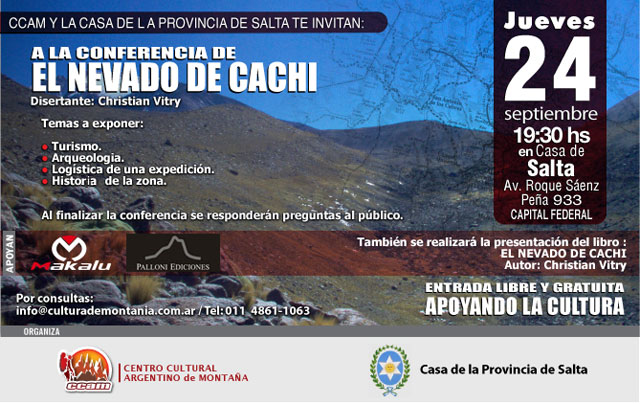 CCAM Y LA CASA DE LA PROVINCIA DE SALTA TE INVITAN:
A LA CONFERENCIA DE
EL NEVADO DE CACHI
Disertante: Christian Vitry
Temas a exponer:
Turismo.
Arqueologia.
Logistica de una expedición.
Historia de la zona.
Al finalizar la conferencia se responderán preguntas al público.
Jueves
24
septiembre
19:30 hs
en Casa de
Salta
Av. Roque Sáenz
Peña 933
CAPITAL FEDERAL
APOYAN
Makalu
PALLONI EDICIONES
También se realizará la presentación del libro :
EL NEVADO DE CACHI
Autor: Christian Vitry
Por consultas:
info@culturademontania.com.ar / Tel: 011 4861-1063
ENTRADA LIBRE Y GRATUITA
APOYANDO LA CULTURA
ORGANIZA
ccam
CENTRO CULTURAL
ARGENTINO de MONTAÑA
Casa de la Provincia de Salta